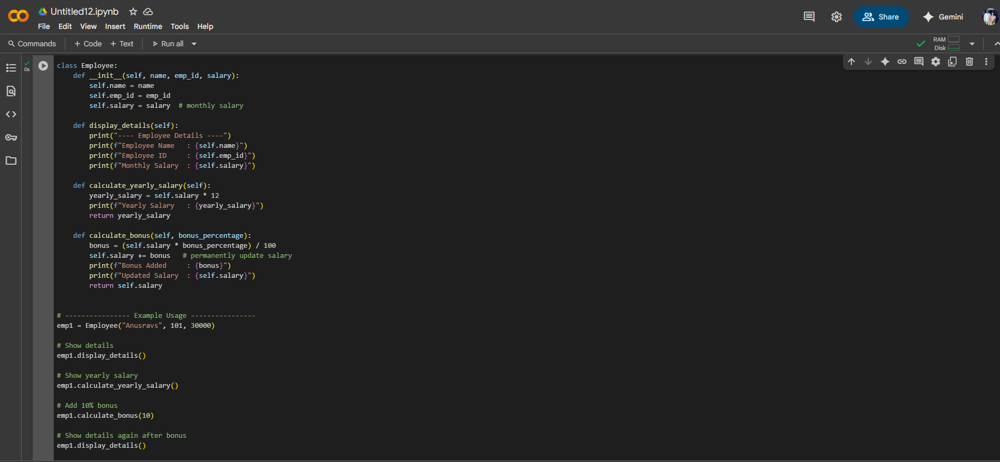 Untitled12.ipynb
File Edit View Insert Runtime Tools Help
Share
Gemini
Commands + Code + Text Run all
RAM
Disk
0s
class Employee:
    def __init__(self, name, emp_id, salary):
        self.name = name
        self.emp_id = emp_id
        self.salary = salary  # monthly salary

    def display_details(self):
        print("---- Employee Details ----")
        print(f"Employee Name   : {self.name}")
        print(f"Employee ID     : {self.emp_id}")
        print(f"Monthly Salary  : {self.salary}")

    def calculate_yearly_salary(self):
        yearly_salary = self.salary * 12
        print(f"Yearly Salary   : {yearly_salary}")
        return yearly_salary

    def calculate_bonus(self, bonus_percentage):
        bonus = (self.salary * bonus_percentage) / 100
        self.salary += bonus   # permanently update salary
        print(f"Bonus Added     : {bonus}")
        print(f"Updated Salary  : {self.salary}")
        return self.salary


# ---------------- Example Usage ----------------
emp1 = Employee("Anusravs", 101, 30000)

# Show details
emp1.display_details()

# Show yearly salary
emp1.calculate_yearly_salary()

# Add 10% bonus
emp1.calculate_bonus(10)

# Show details again after bonus
emp1.display_details()